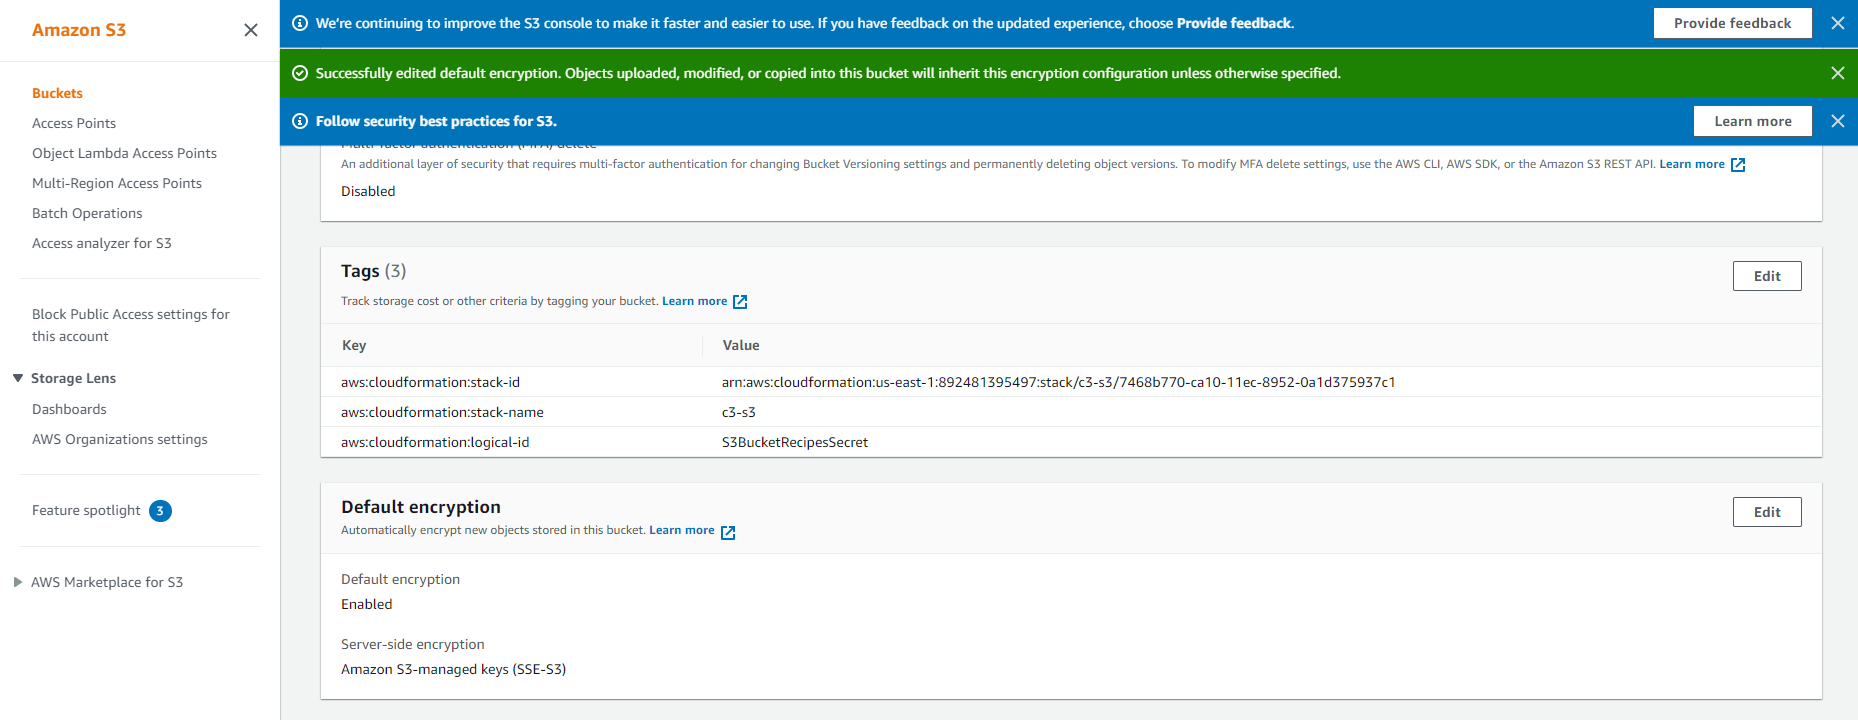 Amazon S3
Buckets
Access Points
Object Lambda Access Points
Multi-Region Access Points
Batch Operations
Access analyzer for S3
Block Public Access settings for
this account
Storage Lens
Dashboards
AWS Organizations settings
Feature spotlight 3
AWS Marketplace for S3
We're continuing to improve the S3 console to make it faster and easier to use. If you have feedback on the updated experience, choose Provide feedback.
Provide feedback
Successfully edited default encryption. Objects uploaded, modified, or copied into this bucket will inherit this encryption configuration unless otherwise specified.
Follow security best practices for S3.
Learn more
Multi-factor authentication (MFA) delete
An additional layer of security that requires multi-factor authentication for changing Bucket Versioning settings and permanently deleting object versions. To modify MFA delete settings, use the AWS CLI, AWS SDK, or the Amazon S3 REST API. Learn more
Disabled
Tags (3)
Edit
Track storage cost or other criteria by tagging your bucket. Learn more
Key Value
aws:cloudformation:stack-id arn:aws:cloudformation:us-east-1:892481395497:stack/c3-s3/7468b770-ca10-11ec-8952-0a1d375937c1
aws:cloudformation:stack-name c3-s3
aws:cloudformation:logical-id S3BucketRecipesSecret
Default encryption
Edit
Automatically encrypt new objects stored in this bucket. Learn more
Default encryption
Enabled
Server-side encryption
Amazon S3-managed keys (SSE-S3)